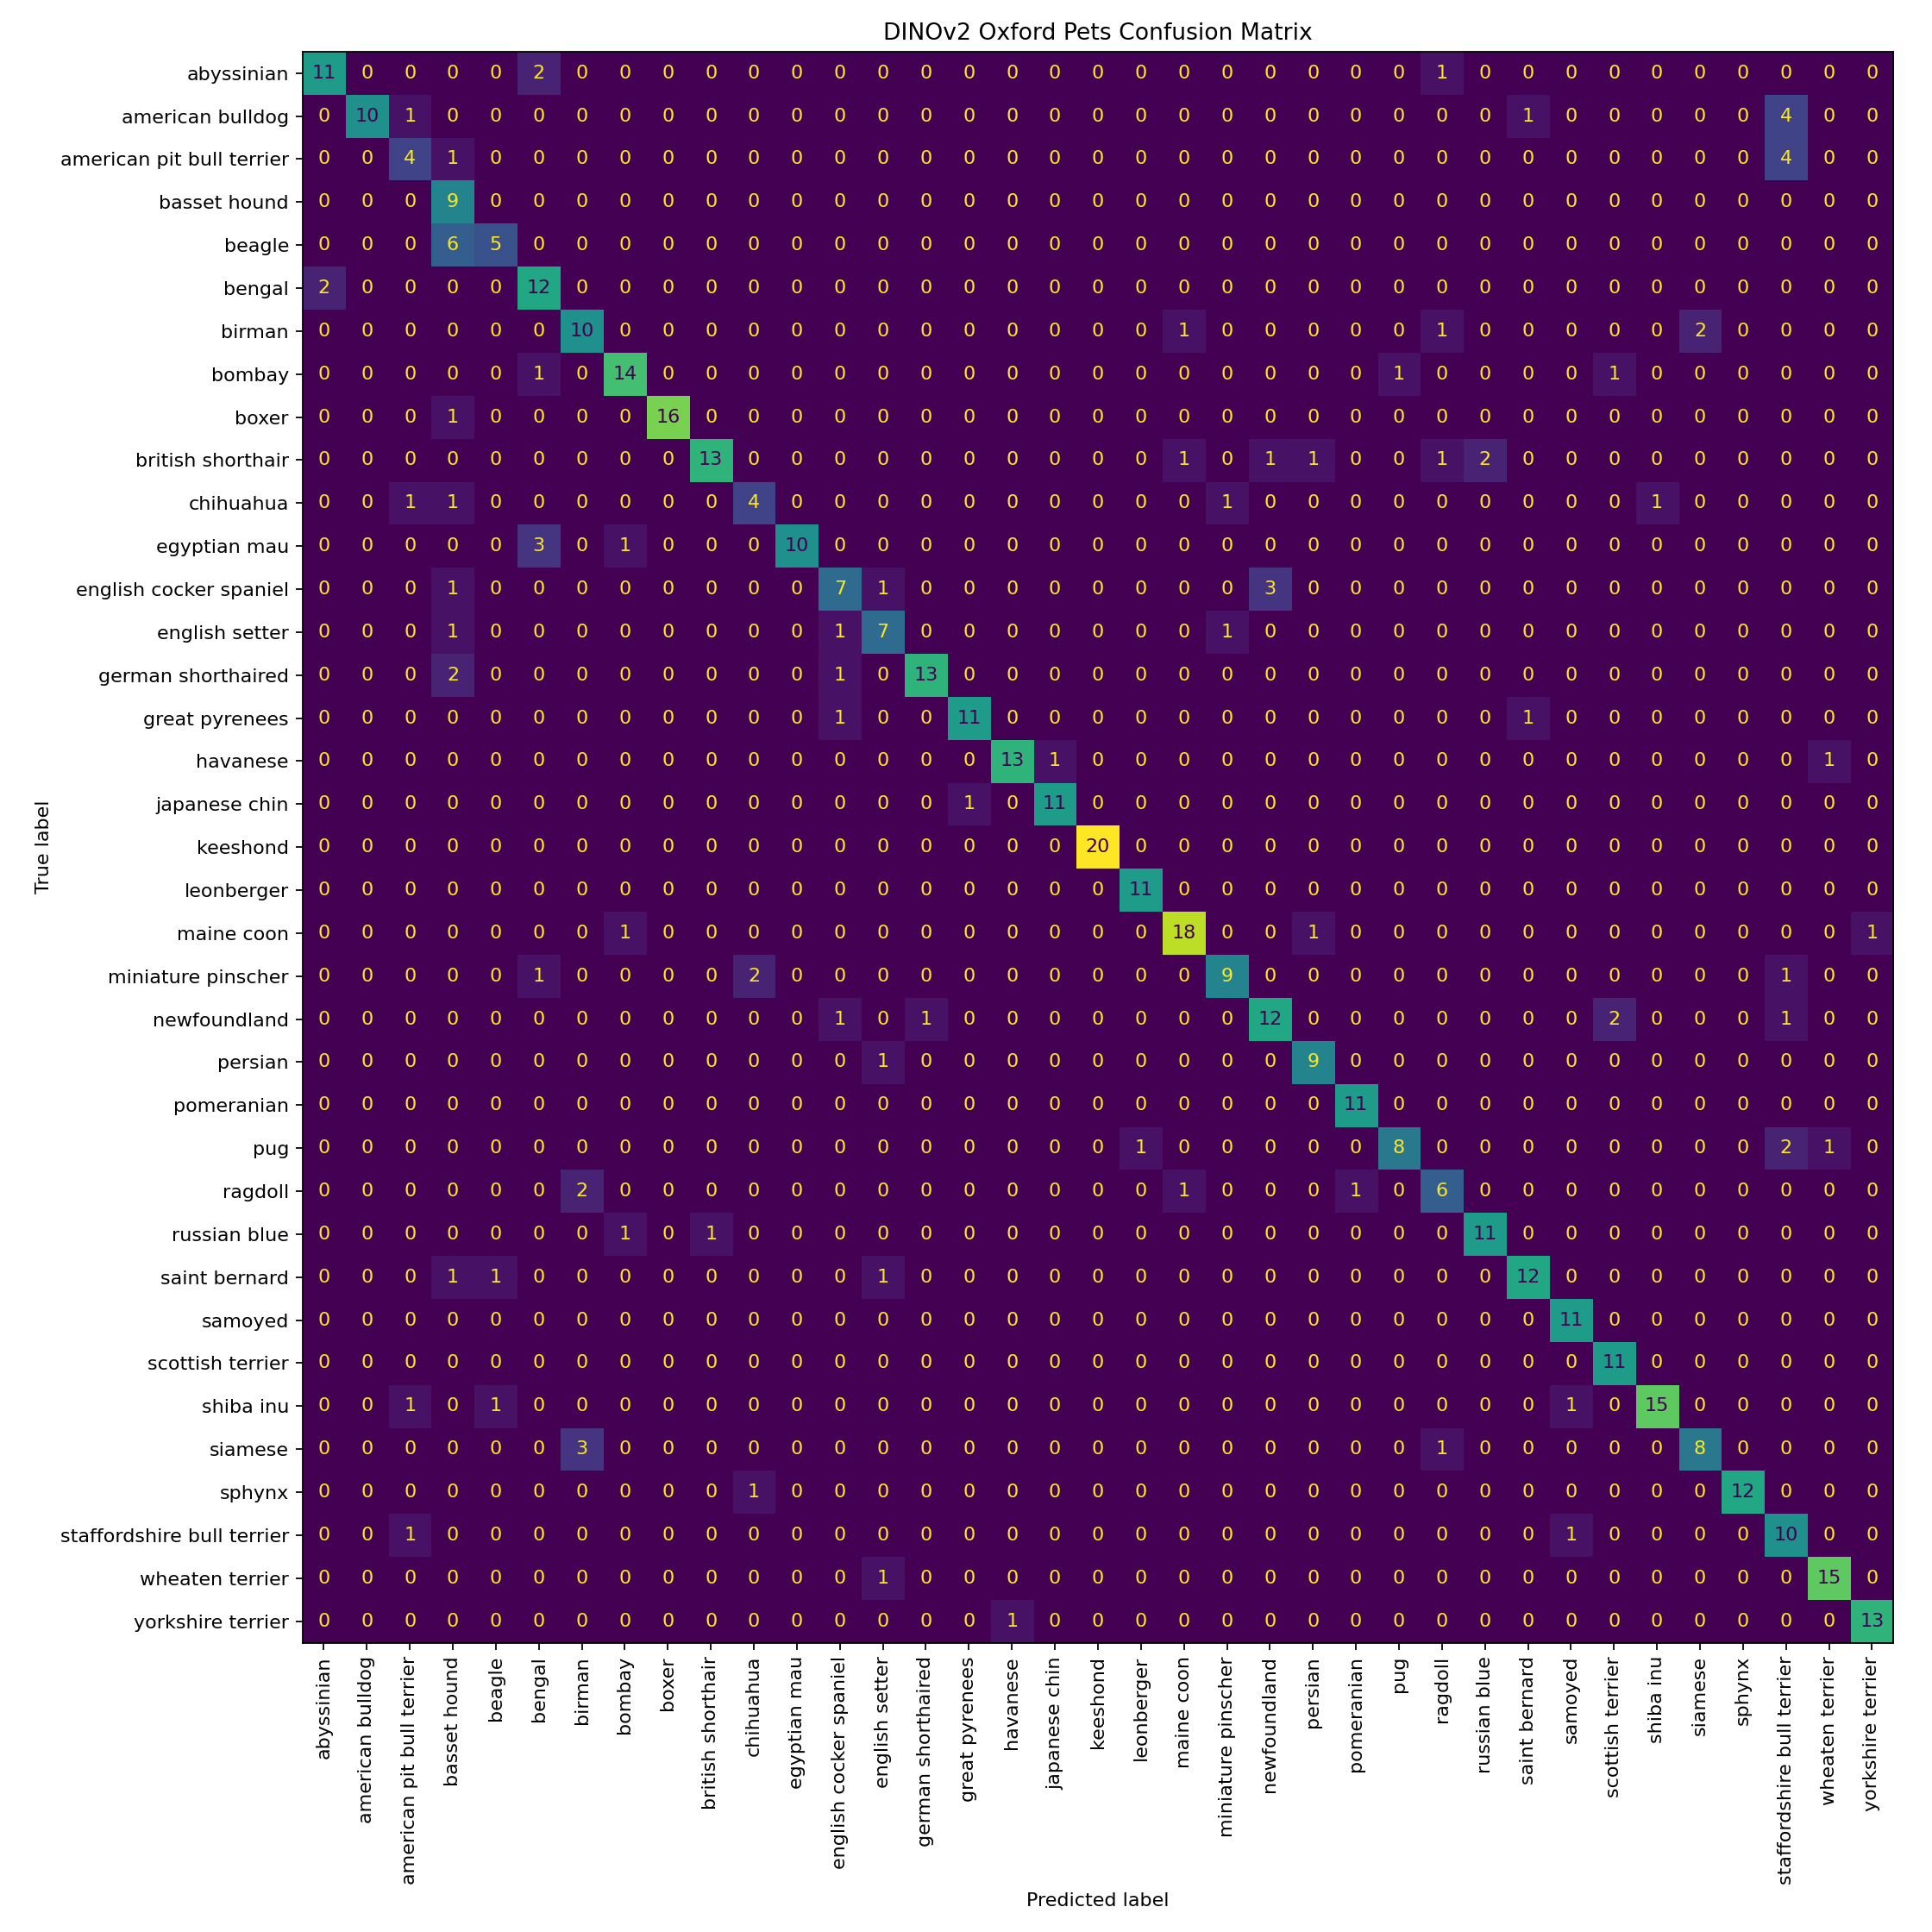 DINOv2 Oxford Pets Confusion Matrix
abyssinian 11 0 0 0 0 2 0 0 0 0 0 0 0 0 0 0 0 0 0 0 0 0 0 0 0 0 1 0 0 0 0 0 0 0 0 0 0
american bulldog 0 10 1 0 0 0 0 0 0 0 0 0 0 0 0 0 0 0 0 0 0 0 0 0 0 0 0 0 1 0 0 0 0 0 4 0 0
american pit bull terrier 0 0 4 1 0 0 0 0 0 0 0 0 0 0 0 0 0 0 0 0 0 0 0 0 0 0 0 0 0 0 0 0 0 0 4 0 0
basset hound 0 0 0 9 0 0 0 0 0 0 0 0 0 0 0 0 0 0 0 0 0 0 0 0 0 0 0 0 0 0 0 0 0 0 0 0 0
beagle 0 0 0 6 5 0 0 0 0 0 0 0 0 0 0 0 0 0 0 0 0 0 0 0 0 0 0 0 0 0 0 0 0 0 0 0 0
bengal 2 0 0 0 0 12 0 0 0 0 0 0 0 0 0 0 0 0 0 0 0 0 0 0 0 0 0 0 0 0 0 0 0 0 0 0 0
birman 0 0 0 0 0 0 10 0 0 0 0 0 0 0 0 0 0 0 0 0 1 0 0 0 0 0 1 0 0 0 0 0 2 0 0 0 0
bombay 0 0 0 0 0 1 0 14 0 0 0 0 0 0 0 0 0 0 0 0 0 0 0 0 0 1 0 0 0 0 1 0 0 0 0 0 0
boxer 0 0 0 1 0 0 0 0 16 0 0 0 0 0 0 0 0 0 0 0 0 0 0 0 0 0 0 0 0 0 0 0 0 0 0 0 0
british shorthair 0 0 0 0 0 0 0 0 0 13 0 0 0 0 0 0 0 0 0 0 1 0 1 1 0 0 1 2 0 0 0 0 0 0 0 0 0
chihuahua 0 0 1 1 0 0 0 0 0 0 4 0 0 0 0 0 0 0 0 0 0 1 0 0 0 0 0 0 0 0 0 1 0 0 0 0 0
egyptian mau 0 0 0 0 0 3 0 1 0 0 0 10 0 0 0 0 0 0 0 0 0 0 0 0 0 0 0 0 0 0 0 0 0 0 0 0 0
english cocker spaniel 0 0 0 1 0 0 0 0 0 0 0 0 7 1 0 0 0 0 0 0 0 0 3 0 0 0 0 0 0 0 0 0 0 0 0 0 0
english setter 0 0 0 1 0 0 0 0 0 0 0 0 1 7 0 0 0 0 0 0 0 1 0 0 0 0 0 0 0 0 0 0 0 0 0 0 0
german shorthaired 0 0 0 2 0 0 0 0 0 0 0 0 1 0 13 0 0 0 0 0 0 0 0 0 0 0 0 0 0 0 0 0 0 0 0 0 0
great pyrenees 0 0 0 0 0 0 0 0 0 0 0 0 1 0 0 11 0 0 0 0 0 0 0 0 0 0 0 0 1 0 0 0 0 0 0 0 0
havanese 0 0 0 0 0 0 0 0 0 0 0 0 0 0 0 0 13 1 0 0 0 0 0 0 0 0 0 0 0 0 0 0 0 0 0 1 0
japanese chin 0 0 0 0 0 0 0 0 0 0 0 0 0 0 0 1 0 11 0 0 0 0 0 0 0 0 0 0 0 0 0 0 0 0 0 0 0
keeshond 0 0 0 0 0 0 0 0 0 0 0 0 0 0 0 0 0 0 20 0 0 0 0 0 0 0 0 0 0 0 0 0 0 0 0 0 0
leonberger 0 0 0 0 0 0 0 0 0 0 0 0 0 0 0 0 0 0 0 11 0 0 0 0 0 0 0 0 0 0 0 0 0 0 0 0 0
maine coon 0 0 0 0 0 0 0 1 0 0 0 0 0 0 0 0 0 0 0 0 18 0 0 1 0 0 0 0 0 0 0 0 0 0 0 0 1
miniature pinscher 0 0 0 0 0 1 0 0 0 0 2 0 0 0 0 0 0 0 0 0 0 9 0 0 0 0 0 0 0 0 0 0 0 0 1 0 0
newfoundland 0 0 0 0 0 0 0 0 0 0 0 0 1 0 1 0 0 0 0 0 0 0 12 0 0 0 0 0 0 0 2 0 0 0 1 0 0
persian 0 0 0 0 0 0 0 0 0 0 0 0 0 1 0 0 0 0 0 0 0 0 0 9 0 0 0 0 0 0 0 0 0 0 0 0 0
pomeranian 0 0 0 0 0 0 0 0 0 0 0 0 0 0 0 0 0 0 0 0 0 0 0 0 11 0 0 0 0 0 0 0 0 0 0 0 0
pug 0 0 0 0 0 0 0 0 0 0 0 0 0 0 0 0 0 0 0 1 0 0 0 0 0 8 0 0 0 0 0 0 0 0 2 1 0
ragdoll 0 0 0 0 0 0 2 0 0 0 0 0 0 0 0 0 0 0 0 0 1 0 0 0 1 0 6 0 0 0 0 0 0 0 0 0 0
russian blue 0 0 0 0 0 0 0 1 0 1 0 0 0 0 0 0 0 0 0 0 0 0 0 0 0 0 0 11 0 0 0 0 0 0 0 0 0
saint bernard 0 0 0 1 1 0 0 0 0 0 0 0 0 1 0 0 0 0 0 0 0 0 0 0 0 0 0 0 12 0 0 0 0 0 0 0 0
samoyed 0 0 0 0 0 0 0 0 0 0 0 0 0 0 0 0 0 0 0 0 0 0 0 0 0 0 0 0 0 11 0 0 0 0 0 0 0
scottish terrier 0 0 0 0 0 0 0 0 0 0 0 0 0 0 0 0 0 0 0 0 0 0 0 0 0 0 0 0 0 0 11 0 0 0 0 0 0
shiba inu 0 0 1 0 1 0 0 0 0 0 0 0 0 0 0 0 0 0 0 0 0 0 0 0 0 0 0 0 0 1 0 15 0 0 0 0 0
siamese 0 0 0 0 0 0 3 0 0 0 0 0 0 0 0 0 0 0 0 0 0 0 0 0 0 0 1 0 0 0 0 0 8 0 0 0 0
sphynx 0 0 0 0 0 0 0 0 0 0 1 0 0 0 0 0 0 0 0 0 0 0 0 0 0 0 0 0 0 0 0 0 0 12 0 0 0
staffordshire bull terrier 0 0 1 0 0 0 0 0 0 0 0 0 0 0 0 0 0 0 0 0 0 0 0 0 0 0 0 0 0 1 0 0 0 0 10 0 0
wheaten terrier 0 0 0 0 0 0 0 0 0 0 0 0 0 1 0 0 0 0 0 0 0 0 0 0 0 0 0 0 0 0 0 0 0 0 0 15 0
yorkshire terrier 0 0 0 0 0 0 0 0 0 0 0 0 0 0 0 0 1 0 0 0 0 0 0 0 0 0 0 0 0 0 0 0 0 0 0 0 13
True label
abyssinian
american bulldog
american pit bull terrier
basset hound
beagle
bengal
birman
bombay
boxer
british shorthair
chihuahua
egyptian mau
english cocker spaniel
english setter
german shorthaired
great pyrenees
havanese
japanese chin
keeshond
leonberger
maine coon
miniature pinscher
newfoundland
persian
pomeranian
pug
ragdoll
russian blue
saint bernard
samoyed
scottish terrier
shiba inu
siamese
sphynx
staffordshire bull terrier
wheaten terrier
yorkshire terrier
Predicted label